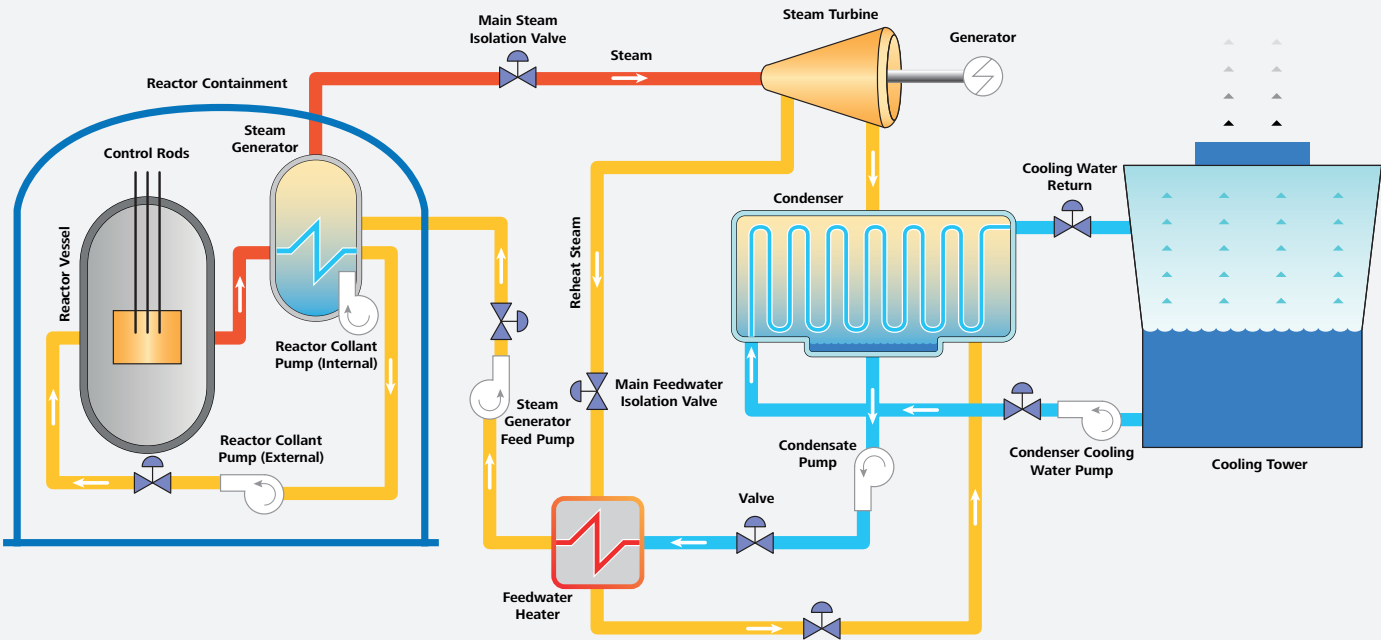 Main Steam
Isolation Valve
Steam Turbine
Generator
Steam
Reactor Containment
Steam
Generator
Control Rods
Cooling Water
Return
Condenser
Reactor Vessel
Reheat Steam
Reactor Collant
Pump (Internal)
Main Feedwater
Isolation Valve
Steam
Generator
Feed Pump
Reactor Collant
Pump (External)
Condensate
Pump
Condenser Cooling
Water Pump
Cooling Tower
Valve
Feedwater
Heater